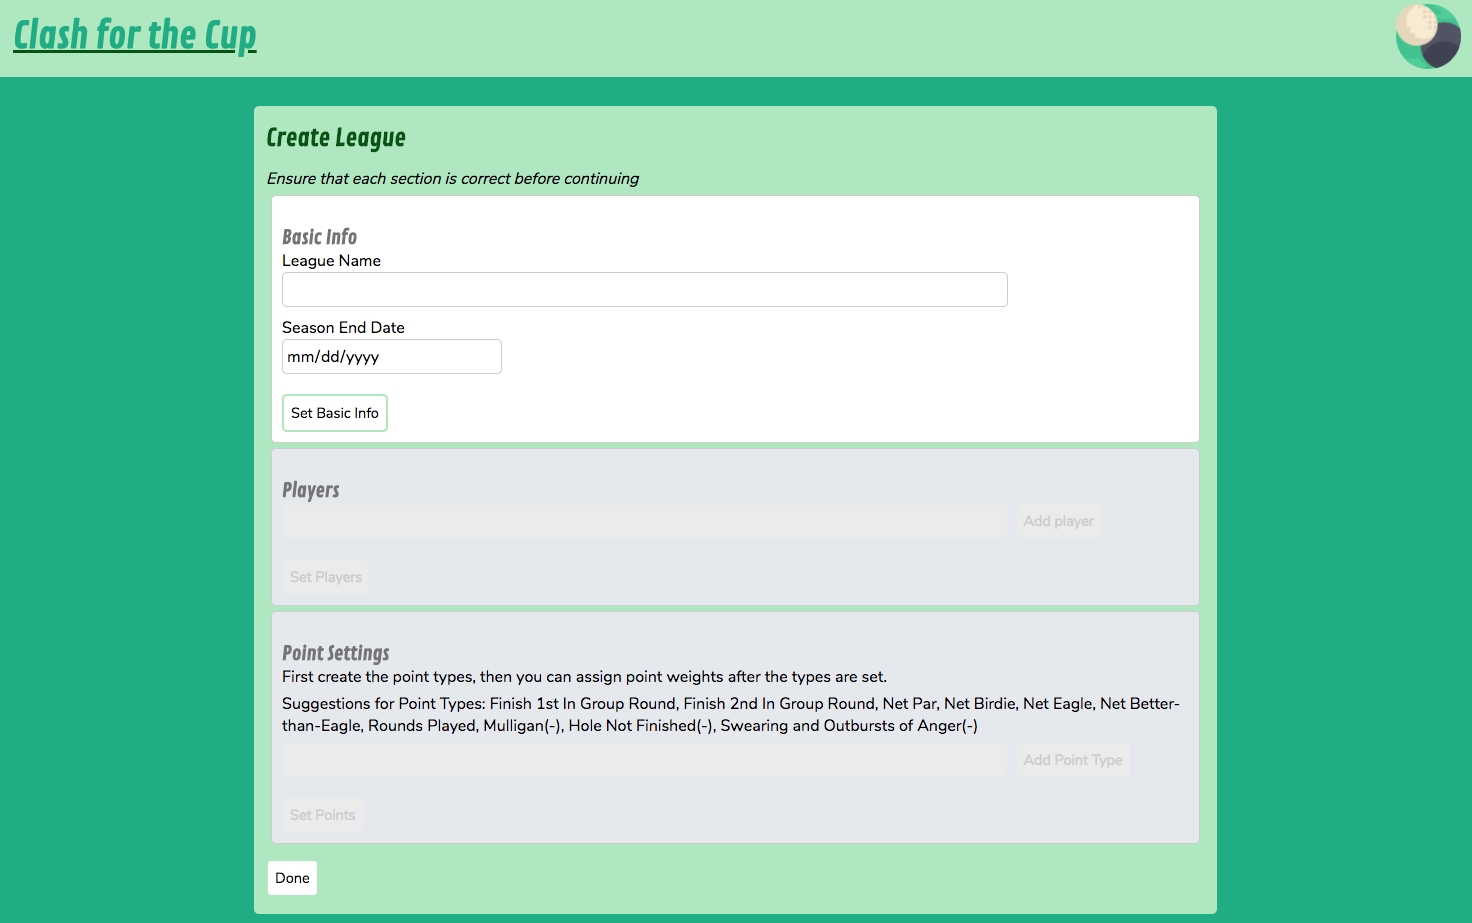 Clash for the Cup
Create League
Ensure that each section is correct before continuing
Basic Info
League Name
Season End Date
mm/dd/yyyy
Set Basic Info
Players
Add player
Set Players
Point Settings
First create the point types, then you can assign point weights after the types are set.
Suggestions for Point Types: Finish 1st In Group Round, Finish 2nd In Group Round, Net Par, Net Birdie, Net Eagle, Net Better-
than-Eagle, Rounds Played, Mulligan(-), Hole Not Finished(-), Swearing and Outbursts of Anger(-)
Add Point Type
Set Points
Done